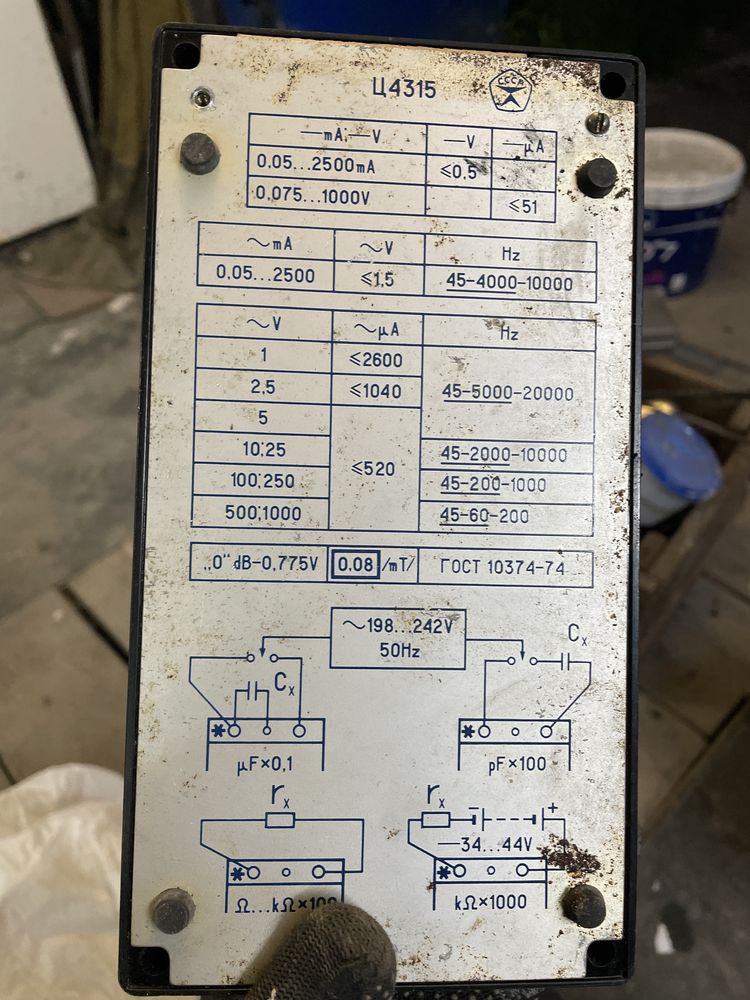 Ц4315
СССР
—mA,—V —V —μA
0,05...2500mA ≤0,5
0,075...1000V ≤51
~mA ~V Hz
0,05...2500 ≤1,5 45-4000-10000
~V ~μA Hz
1 ≤2600
2,5 ≤1040 45-5000-20000
5
10;25 45-2000-10000
≤520
100;250 45-200-1000
500;1000 45-60-200
„0" dB-0,775V 0.08 /mT/ ГОСТ 10374-74
~198...242V
50Hz
Cx
Cx
* *
μF×0,1 pF×100
rx rx − +
—34...44V
* *
Ω...kΩ×100 kΩ×1000